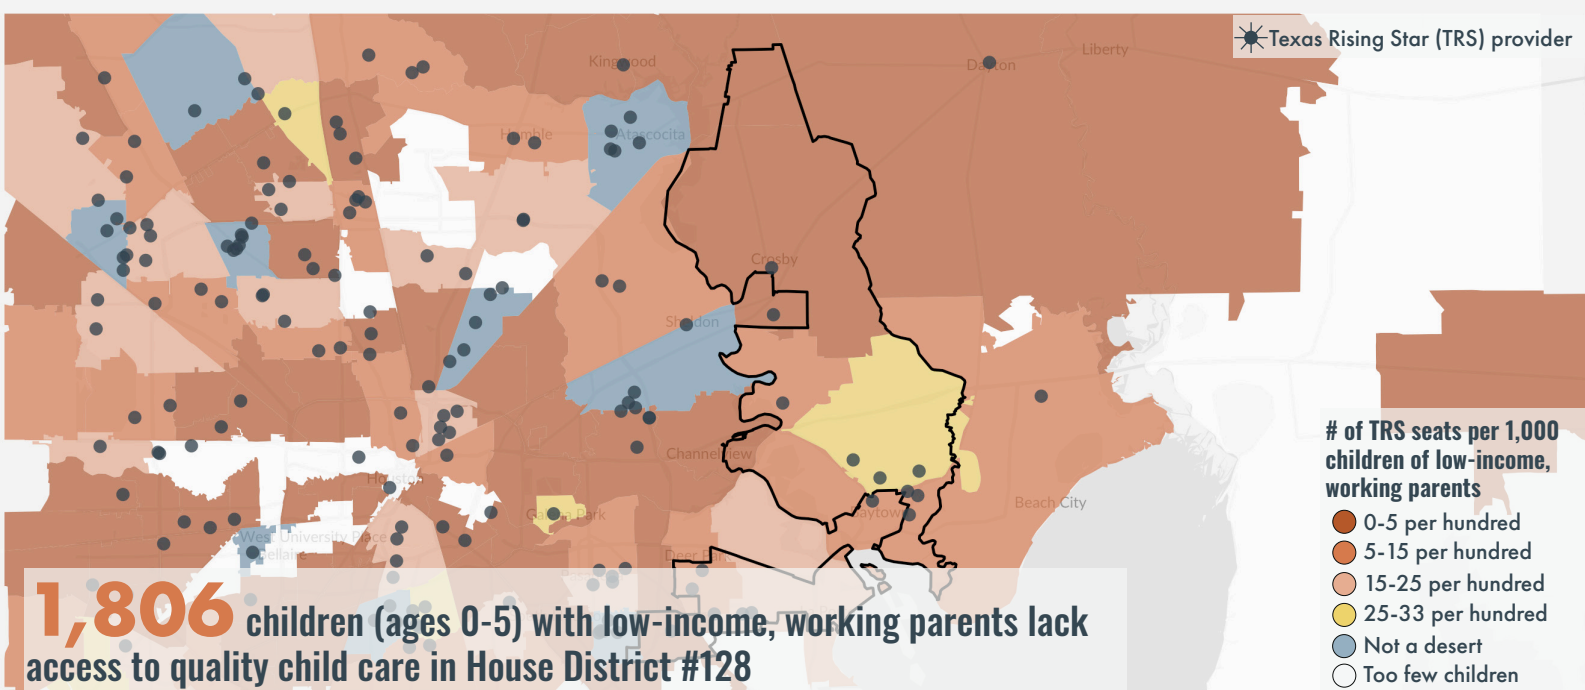 Texas Rising Star (TRS) provider
Liberty
Kingwood
Dayton
Humble
Atascocita
Crosby
Sheldon
Channelview
Houston
Beach City
Baytown
West University Place
Bellaire
Deer Park
# of TRS seats per 1,000
children of low-income,
working parents
0-5 per hundred
5-15 per hundred
15-25 per hundred
25-33 per hundred
Not a desert
Too few children
1,806 children (ages 0-5) with low-income, working parents lack
access to quality child care in House District #128